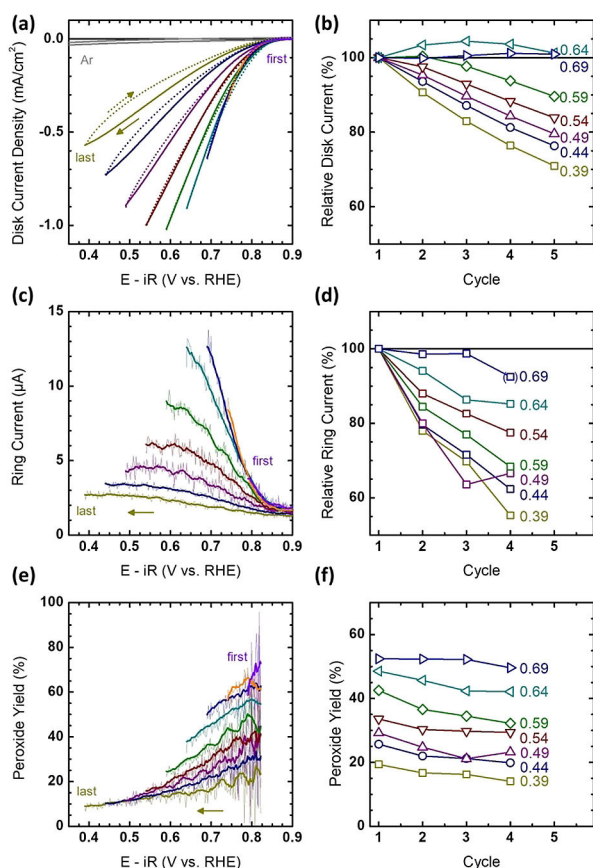 (a)
Disk Current Density (mA/cm²)
0.0
-0.5
-1.0
Ar
first
last
0.4 0.5 0.6 0.7 0.8 0.9
E - iR (V vs. RHE)
(b)
Relative Disk Current (%)
100
80
60
0.64
0.69
0.59
0.54
0.49
0.44
0.39
1 2 3 4 5
Cycle
(c)
Ring Current (µA)
15
10
5
0
first
last
0.4 0.5 0.6 0.7 0.8 0.9
E - iR (V vs. RHE)
(d)
Relative Ring Current (%)
100
80
60
0.69
0.64
0.54
0.59
0.49
0.44
0.39
1 2 3 4 5
Cycle
(e)
Peroxide Yield (%)
100
80
60
40
20
0
first
last
0.4 0.5 0.6 0.7 0.8 0.9
E - iR (V vs. RHE)
(f)
Peroxide Yield (%)
80
60
40
20
0
0.69
0.64
0.59
0.54
0.49
0.44
0.39
1 2 3 4 5
Cycle